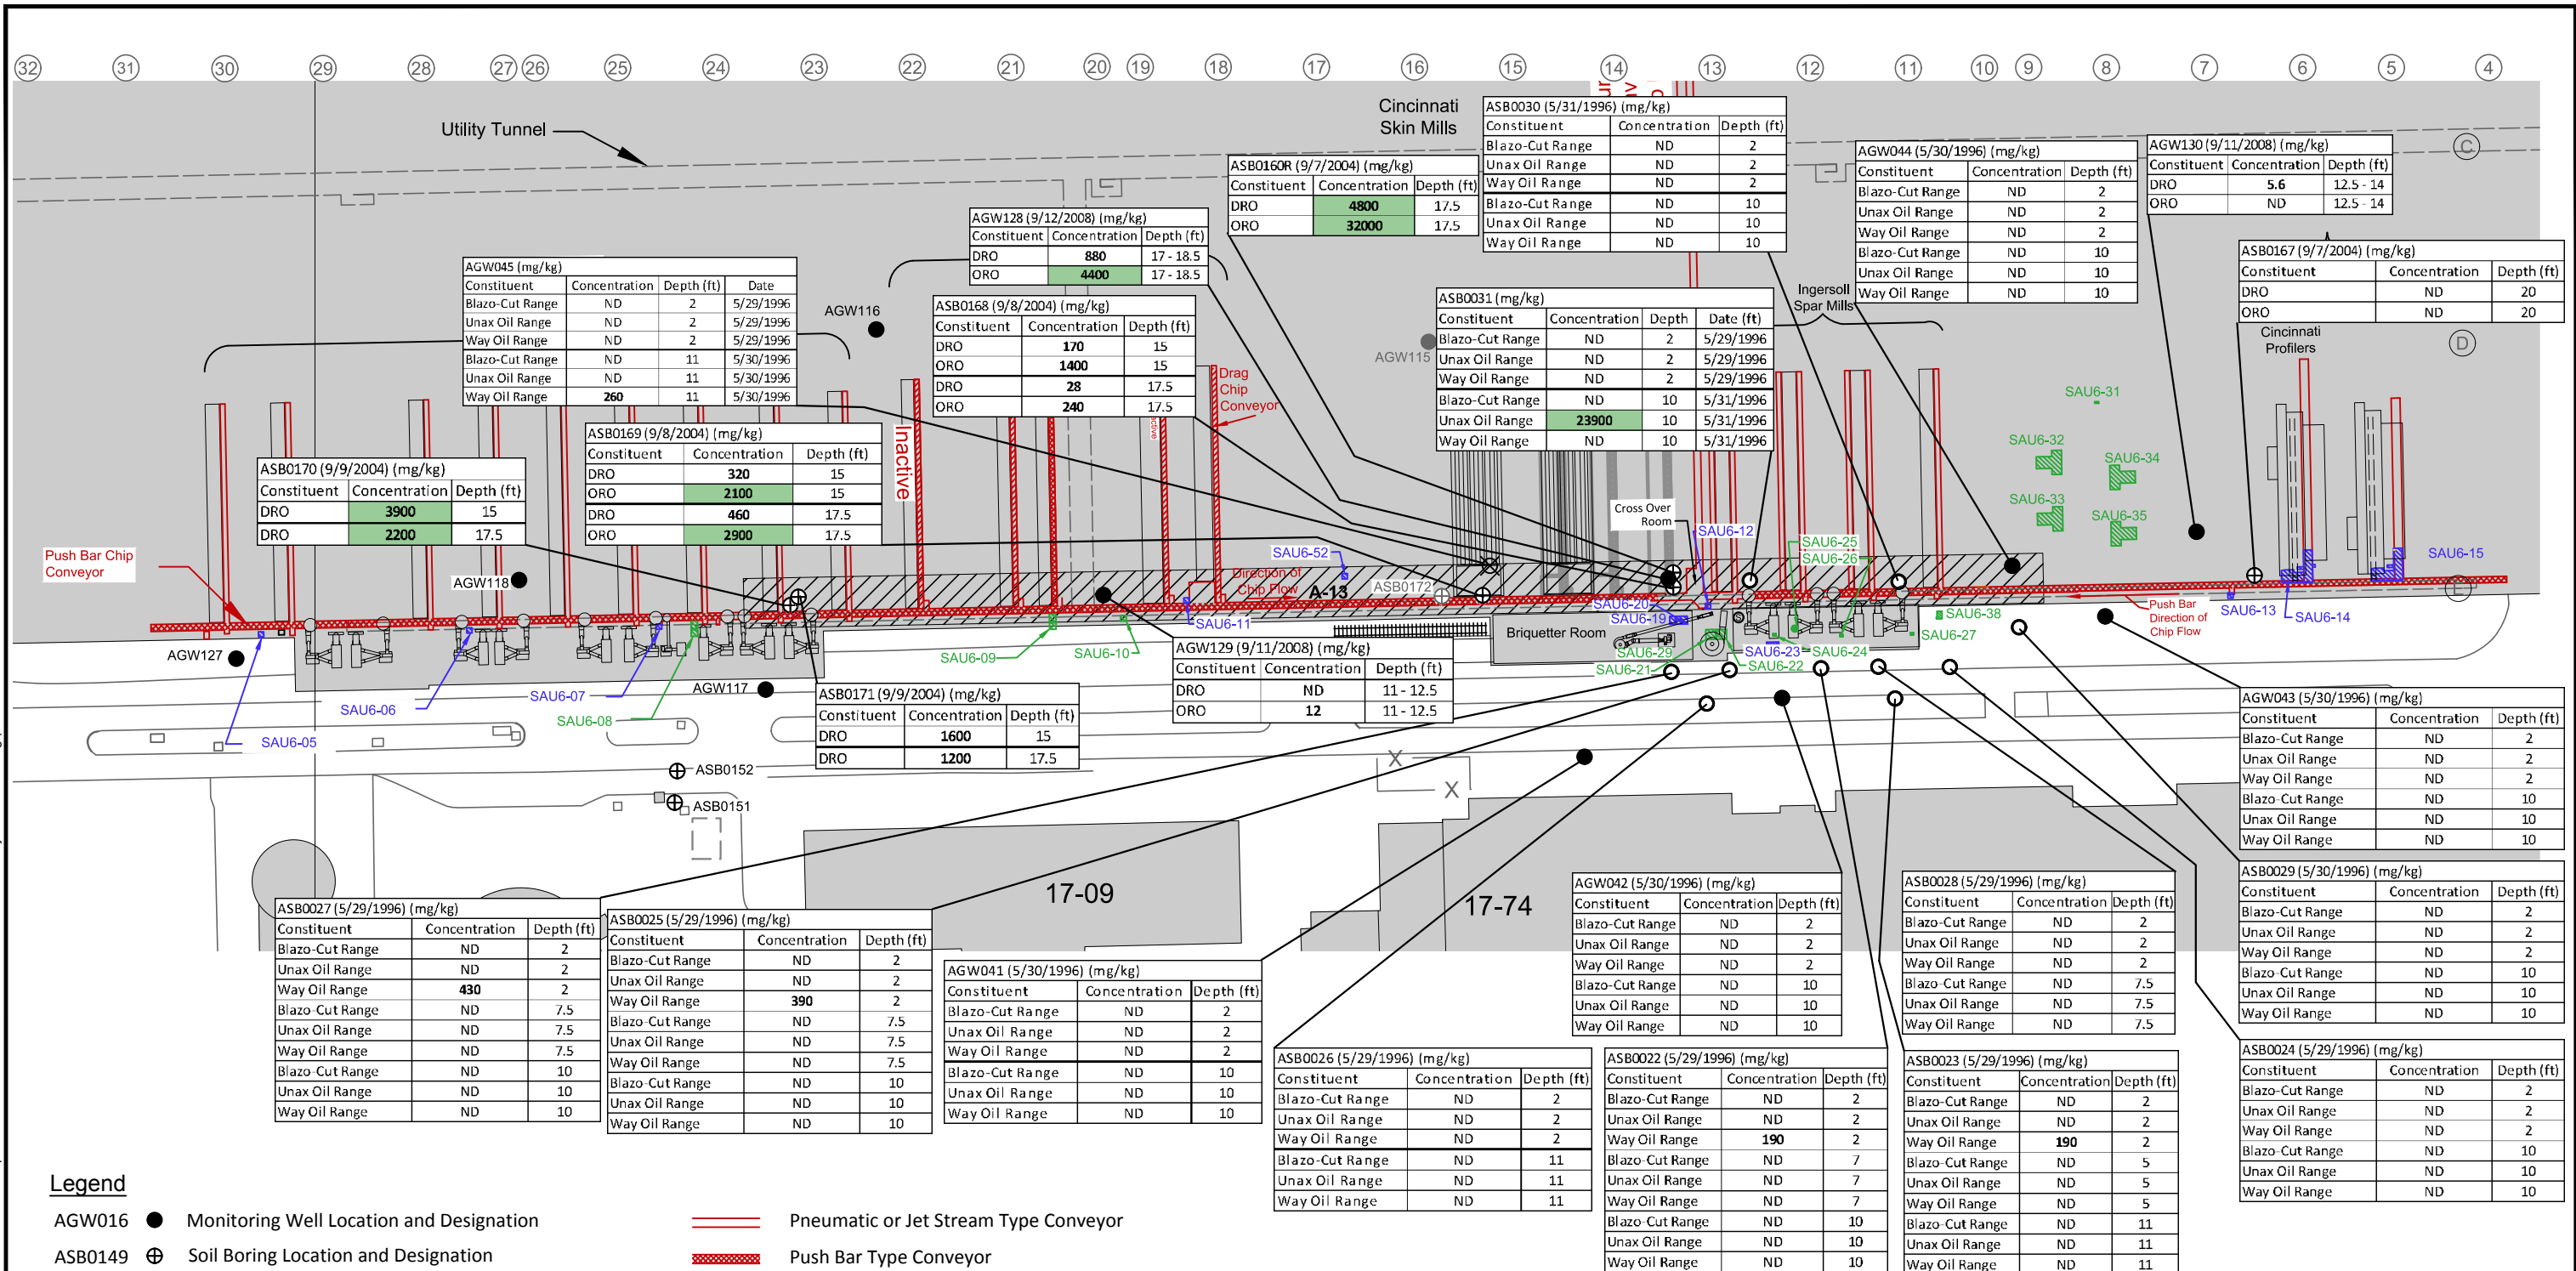 32 31 30 29 28 27 26 25 24 23 22 21 20 19 18 17 16 15 14 13 12 11 10 9 8 7 6 5 4
Utility Tunnel
Cincinnati
Skin Mills
C
D
E
ASB0030 (5/31/1996) (mg/kg)
Constituent Concentration Depth (ft)
Blazo-Cut Range ND 2
Unax Oil Range ND 2
Way Oil Range ND 2
Blazo-Cut Range ND 10
Unax Oil Range ND 10
Way Oil Range ND 10
AGW044 (5/30/1996) (mg/kg)
Constituent Concentration Depth (ft)
Blazo-Cut Range ND 2
Unax Oil Range ND 2
Way Oil Range ND 2
Blazo-Cut Range ND 10
Unax Oil Range ND 10
Way Oil Range ND 10
AGW130 (9/11/2008) (mg/kg)
Constituent Concentration Depth (ft)
DRO 5.6 12.5 - 14
ORO ND 12.5 - 14
ASB0160R (9/7/2004) (mg/kg)
Constituent Concentration Depth (ft)
DRO 4800 17.5
ORO 32000 17.5
AGW128 (9/12/2008) (mg/kg)
Constituent Concentration Depth (ft)
DRO 880 17 - 18.5
ORO 4400 17 - 18.5
ASB0167 (9/7/2004) (mg/kg)
Constituent Concentration Depth (ft)
DRO ND 20
ORO ND 20
AGW045 (mg/kg)
Constituent Concentration Depth (ft) Date
Blazo-Cut Range ND 2 5/29/1996
Unax Oil Range ND 2 5/29/1996
Way Oil Range ND 2 5/29/1996
Blazo-Cut Range ND 11 5/30/1996
Unax Oil Range ND 11 5/30/1996
Way Oil Range 260 11 5/30/1996
AGW116
ASB0168 (9/8/2004) (mg/kg)
Constituent Concentration Depth (ft)
DRO 170 15
ORO 1400 15
DRO 28 17.5
ORO 240 17.5
AGW115
ASB0031 (mg/kg)
Constituent Concentration Depth Date (ft)
Blazo-Cut Range ND 2 5/29/1996
Unax Oil Range ND 2 5/29/1996
Way Oil Range ND 2 5/29/1996
Blazo-Cut Range ND 10 5/31/1996
Unax Oil Range 23900 10 5/31/1996
Way Oil Range ND 10 5/31/1996
Ingersoll
Spar Mills
Cincinnati
Profilers
Drag
Chip
Conveyor
Inactive
ASB0169 (9/8/2004) (mg/kg)
Constituent Concentration Depth (ft)
DRO 320 15
ORO 2100 15
DRO 460 17.5
ORO 2900 17.5
ASB0170 (9/9/2004) (mg/kg)
Constituent Concentration Depth (ft)
DRO 3900 15
DRO 2200 17.5
SAU6-31
SAU6-32
SAU6-34
SAU6-33
SAU6-35
Cross Over
Room
SAU6-12
SAU6-25
SAU6-26
SAU6-52
SAU6-15
Push Bar Chip
Conveyor
AGW118
Direction of
Chip Flow
A-13
ASB0172
SAU6-20
SAU6-19
SAU6-11
Briquetter Room
SAU6-38
SAU6-27
Push Bar
Direction of
Chip Flow
SAU6-13
SAU6-14
AGW127
SAU6-09
SAU6-10
SAU6-29
SAU6-21
SAU6-23
SAU6-24
SAU6-22
AGW129 (9/11/2008) (mg/kg)
Constituent Concentration Depth (ft)
DRO ND 11 - 12.5
ORO 12 11 - 12.5
AGW117
SAU6-07
SAU6-06
SAU6-08
SAU6-05
ASB0171 (9/9/2004) (mg/kg)
Constituent Concentration Depth (ft)
DRO 1600 15
DRO 1200 17.5
AGW043 (5/30/1996) (mg/kg)
Constituent Concentration Depth (ft)
Blazo-Cut Range ND 2
Unax Oil Range ND 2
Way Oil Range ND 2
Blazo-Cut Range ND 10
Unax Oil Range ND 10
Way Oil Range ND 10
ASB0152
ASB0151
X
X
17-09
17-74
ASB0027 (5/29/1996) (mg/kg)
Constituent Concentration Depth (ft)
Blazo-Cut Range ND 2
Unax Oil Range ND 2
Way Oil Range 430 2
Blazo-Cut Range ND 7.5
Unax Oil Range ND 7.5
Way Oil Range ND 7.5
Blazo-Cut Range ND 10
Unax Oil Range ND 10
Way Oil Range ND 10
ASB0025 (5/29/1996) (mg/kg)
Constituent Concentration Depth (ft)
Blazo-Cut Range ND 2
Unax Oil Range ND 2
Way Oil Range 390 2
Blazo-Cut Range ND 7.5
Unax Oil Range ND 7.5
Way Oil Range ND 7.5
Blazo-Cut Range ND 10
Unax Oil Range ND 10
Way Oil Range ND 10
AGW041 (5/30/1996) (mg/kg)
Constituent Concentration Depth (ft)
Blazo-Cut Range ND 2
Unax Oil Range ND 2
Way Oil Range ND 2
Blazo-Cut Range ND 10
Unax Oil Range ND 10
Way Oil Range ND 10
AGW042 (5/30/1996) (mg/kg)
Constituent Concentration Depth (ft)
Blazo-Cut Range ND 2
Unax Oil Range ND 2
Way Oil Range ND 2
Blazo-Cut Range ND 10
Unax Oil Range ND 10
Way Oil Range ND 10
ASB0028 (5/29/1996) (mg/kg)
Constituent Concentration Depth (ft)
Blazo-Cut Range ND 2
Unax Oil Range ND 2
Way Oil Range ND 2
Blazo-Cut Range ND 7.5
Unax Oil Range ND 7.5
Way Oil Range ND 7.5
ASB0029 (5/30/1996) (mg/kg)
Constituent Concentration Depth (ft)
Blazo-Cut Range ND 2
Unax Oil Range ND 2
Way Oil Range ND 2
Blazo-Cut Range ND 10
Unax Oil Range ND 10
Way Oil Range ND 10
ASB0026 (5/29/1996) (mg/kg)
Constituent Concentration Depth (ft)
Blazo-Cut Range ND 2
Unax Oil Range ND 2
Way Oil Range ND 2
Blazo-Cut Range ND 11
Unax Oil Range ND 11
Way Oil Range ND 11
ASB0022 (5/29/1996) (mg/kg)
Constituent Concentration Depth (ft)
Blazo-Cut Range ND 2
Unax Oil Range ND 2
Way Oil Range 190 2
Blazo-Cut Range ND 7
Unax Oil Range ND 7
Way Oil Range ND 7
Blazo-Cut Range ND 10
Unax Oil Range ND 10
Way Oil Range ND 10
ASB0023 (5/29/1996) (mg/kg)
Constituent Concentration Depth (ft)
Blazo-Cut Range ND 2
Unax Oil Range ND 2
Way Oil Range 190 2
Blazo-Cut Range ND 5
Unax Oil Range ND 5
Way Oil Range ND 5
Blazo-Cut Range ND 11
Unax Oil Range ND 11
Way Oil Range ND 11
ASB0024 (5/29/1996) (mg/kg)
Constituent Concentration Depth (ft)
Blazo-Cut Range ND 2
Unax Oil Range ND 2
Way Oil Range ND 2
Blazo-Cut Range ND 10
Unax Oil Range ND 10
Way Oil Range ND 10
Legend
AGW016 Monitoring Well Location and Designation
Pneumatic or Jet Stream Type Conveyor
ASB0149 Soil Boring Location and Designation
Push Bar Type Conveyor